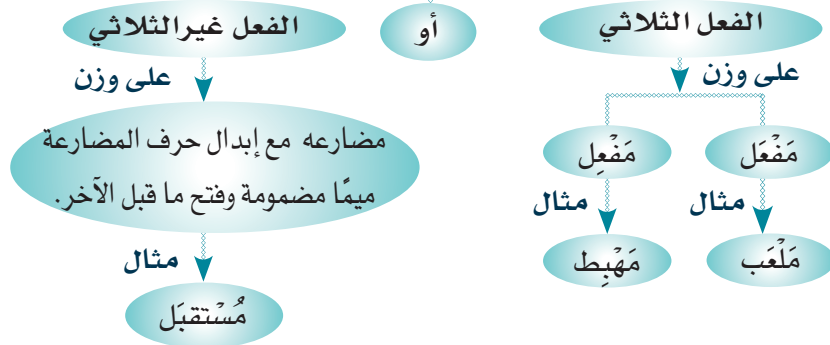 الفعل الثلاثي
أو
الفعل غير الثلاثي
على وزن
على وزن
مَفْعَل
مَفْعِل
مضارعه مع إبدال حرف المضارعة
ميمًا مضمومة وفتح ما قبل الآخر.
مثال
مثال
مثال
مَلْعَب
مَهْبِط
مُسْتقبَل